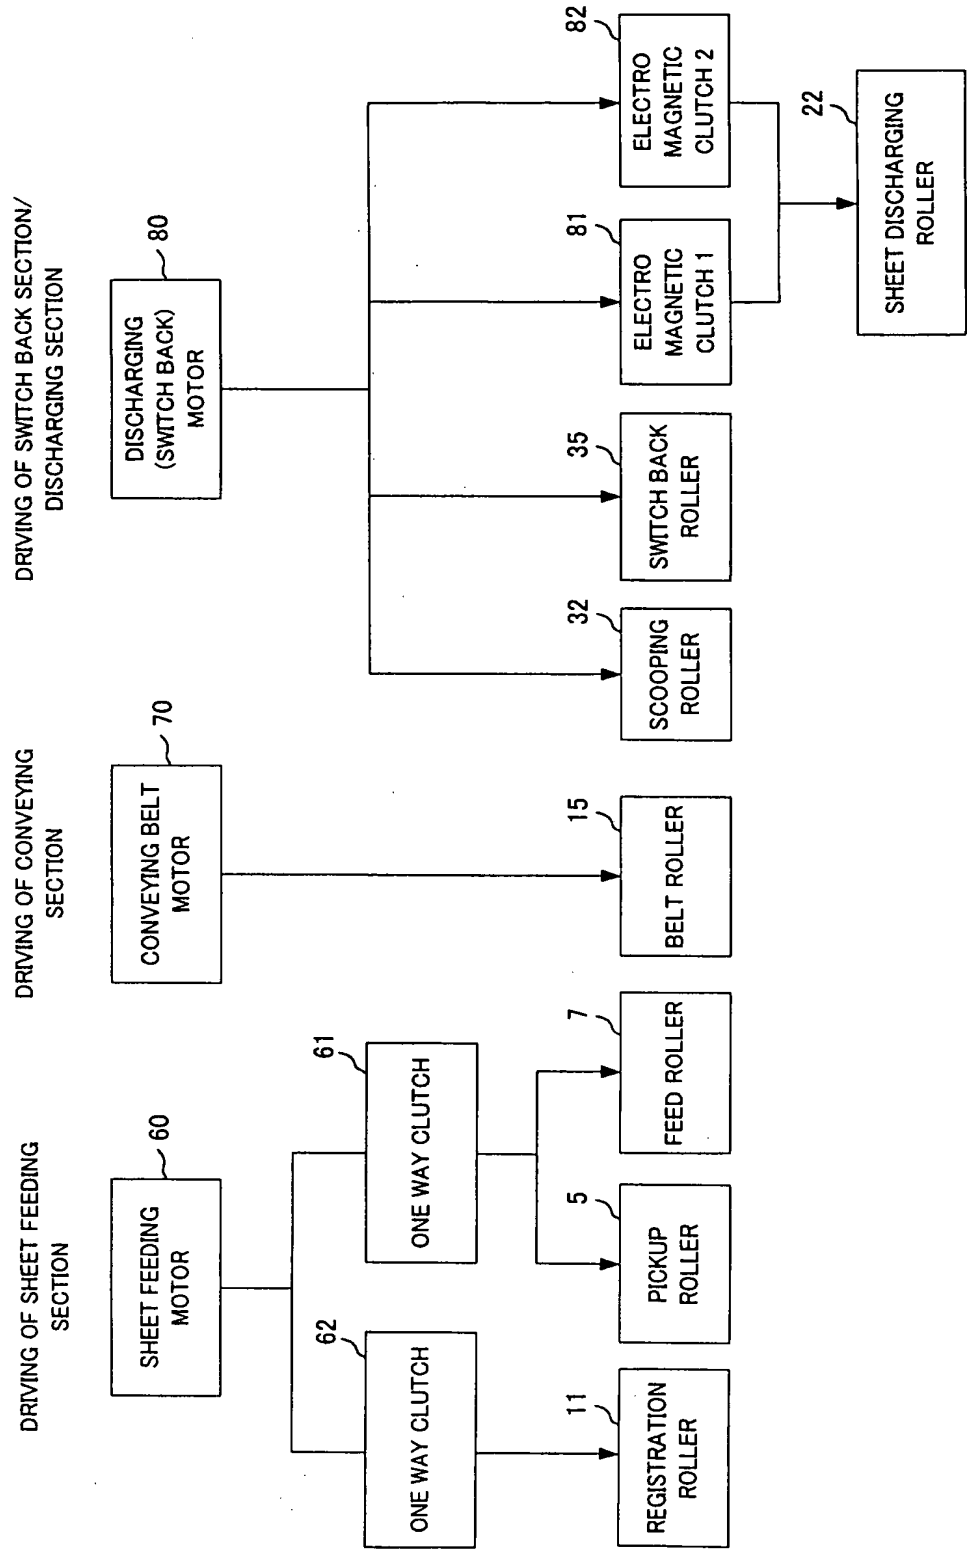 DRIVING OF SHEET FEEDING
SECTION
60
SHEET FEEDING
MOTOR
62
ONE WAY CLUTCH
61
ONE WAY CLUTCH
11
REGISTRATION
ROLLER
5
PICKUP
ROLLER
7
FEED ROLLER
DRIVING OF CONVEYING
SECTION
70
CONVEYING BELT
MOTOR
15
BELT ROLLER
DRIVING OF SWITCH BACK SECTION/
DISCHARGING SECTION
80
DISCHARGING
(SWITCH BACK)
MOTOR
32
SCOOPING
ROLLER
35
SWITCH BACK
ROLLER
81
ELECTRO
MAGNETIC
CLUTCH 1
82
ELECTRO
MAGNETIC
CLUTCH 2
22
SHEET DISCHARGING
ROLLER